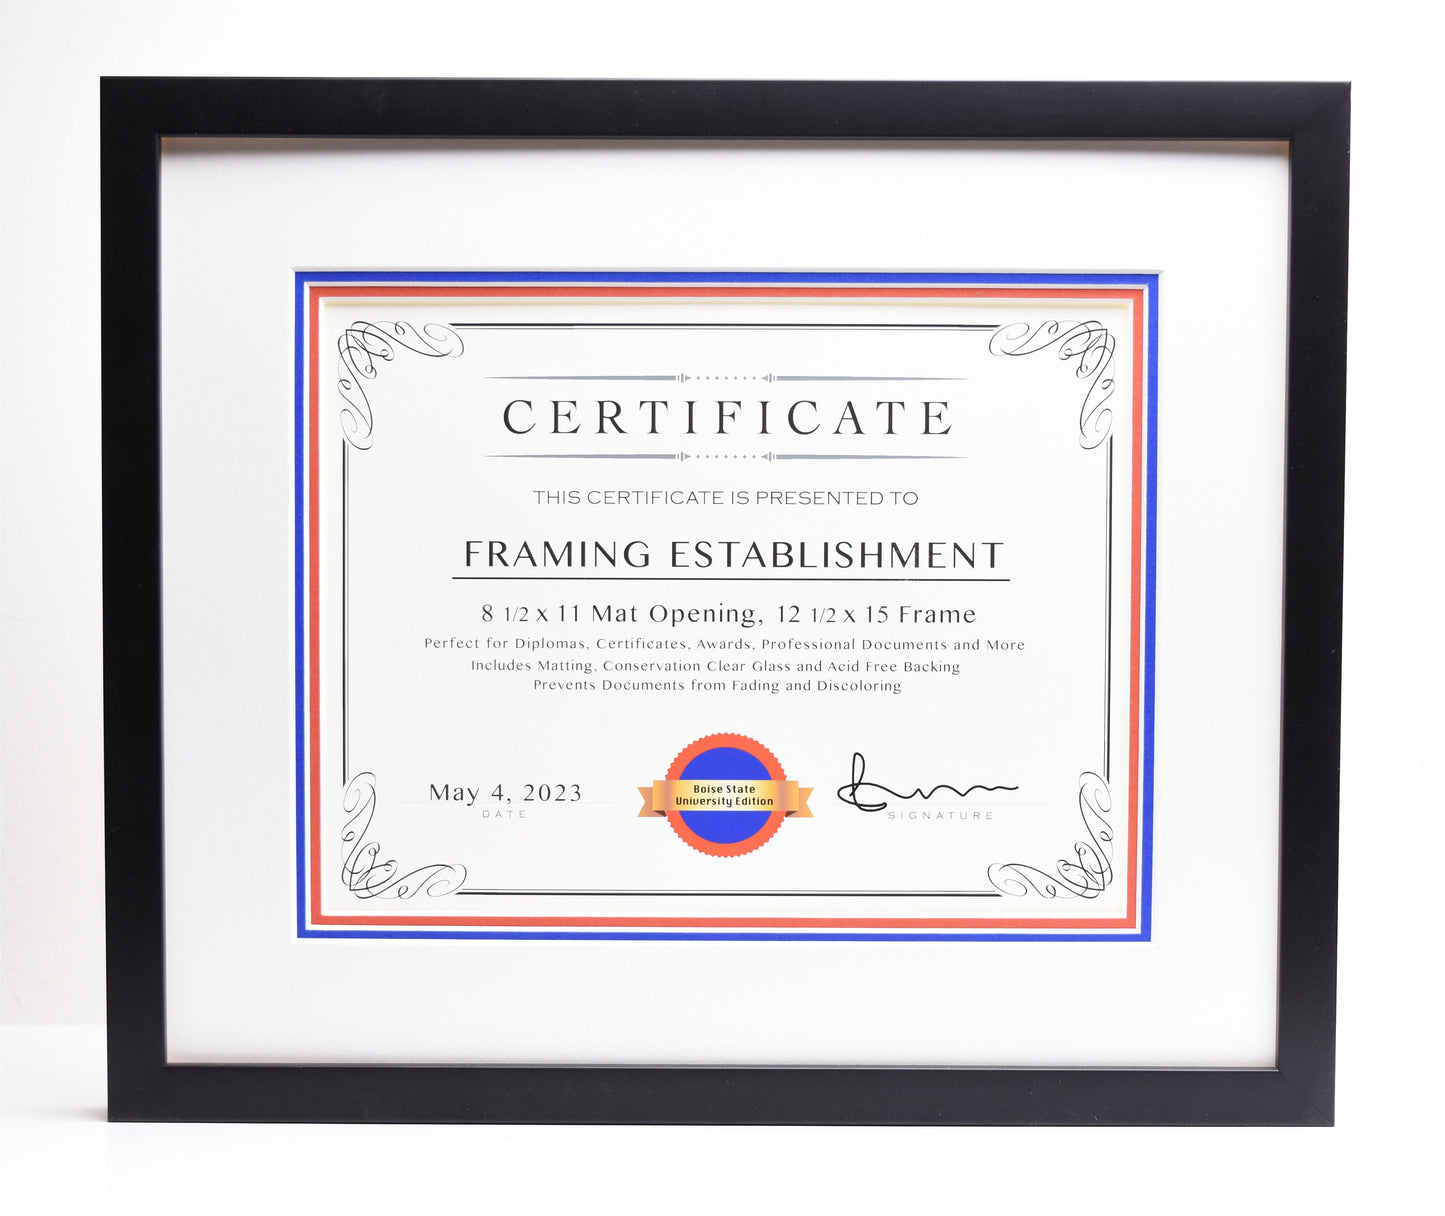 CERTIFICATE
THIS CERTIFICATE IS PRESENTED TO
FRAMING ESTABLISHMENT
8 1/2 x 11 Mat Opening, 12 1/2 x 15 Frame
Perfect for Diplomas, Certificates, Awards, Professional Documents and More
Includes Matting, Conservation Clear Glass and Acid Free Backing
Prevents Documents from Fading and Discoloring
May 4, 2023
DATE
Boise State
University Edition
SIGNATURE